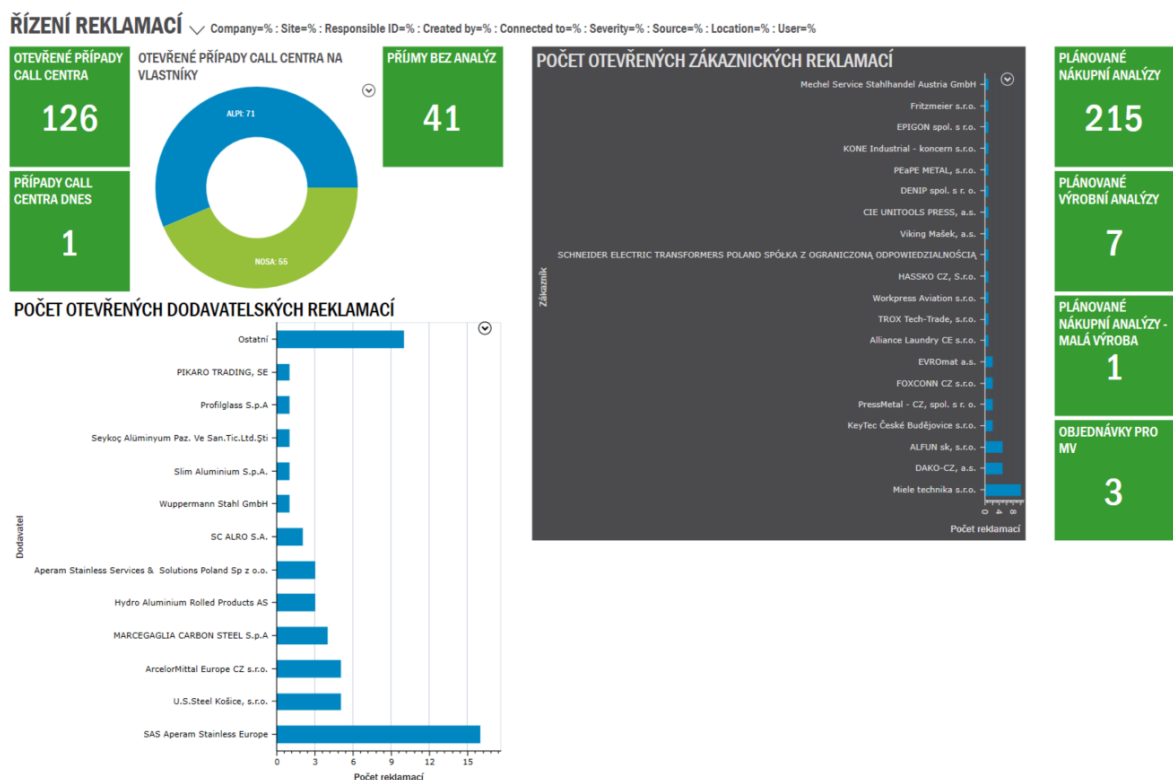 ŘÍZENÍ REKLAMACÍ
Company=% : Site=% : Responsible ID=% : Created by=% : Connected to=% : Severity=% : Source=% : Location=% : User=%
OTEVŘENÉ PŘÍPADY
CALL CENTRA
126
PŘÍPADY CALL
CENTRA DNES
1
OTEVŘENÉ PŘÍPADY CALL CENTRA NA
VLASTNÍKY
ALPI: 71
NOSA: 55
PŘÍJMY BEZ ANALÝZ
41
POČET OTEVŘENÝCH DODAVATELSKÝCH REKLAMACÍ
Dodavatel
Ostatní
PIKARO TRADING, SE
Profilglass S.p.A
Seykoç Alüminyum Paz. Ve San.Tic.Ltd.Şti
Slim Aluminium S.p.A.
Wuppermann Stahl GmbH
SC ALRO S.A.
Aperam Stainless Services & Solutions Poland Sp z o.o.
Hydro Aluminium Rolled Products AS
MARCEGAGLIA CARBON STEEL S.p.A
ArcelorMittal Europe CZ s.r.o.
U.S.Steel Košice, s.r.o.
SAS Aperam Stainless Europe
0 3 6 9 12 15
Počet reklamací
POČET OTEVŘENÝCH ZÁKAZNICKÝCH REKLAMACÍ
Zákazník
Mechel Service Stahlhandel Austria GmbH
Fritzmeier s.r.o.
EPIGON spol. s r.o.
KONE Industrial - koncern s.r.o.
PEaPE METAL, s.r.o.
DENIP spol. s r. o.
CIE UNITOOLS PRESS, a.s.
Viking Mašek, a.s.
SCHNEIDER ELECTRIC TRANSFORMERS POLAND SPÓŁKA Z OGRANICZONĄ ODPOWIEDZIALNOŚCIĄ
HASSKO CZ, S.r.o.
Workpress Aviation s.r.o.
TROX Tech-Trade, s.r.o.
Alliance Laundry CE s.r.o.
EVROmat a.s.
FOXCONN CZ s.r.o.
PressMetal - CZ, spol. s r. o.
KeyTec České Budějovice s.r.o.
ALFUN sk, s.r.o.
DAKO-CZ, a.s.
Miele technika s.r.o.
0 4 8
Počet reklamací
PLÁNOVANÉ
NÁKUPNÍ ANALÝZY
215
PLÁNOVANÉ
VÝROBNÍ ANALÝZY
7
PLÁNOVANÉ
NÁKUPNÍ ANALÝZY -
MALÁ VÝROBA
1
OBJEDNÁVKY PRO
MV
3